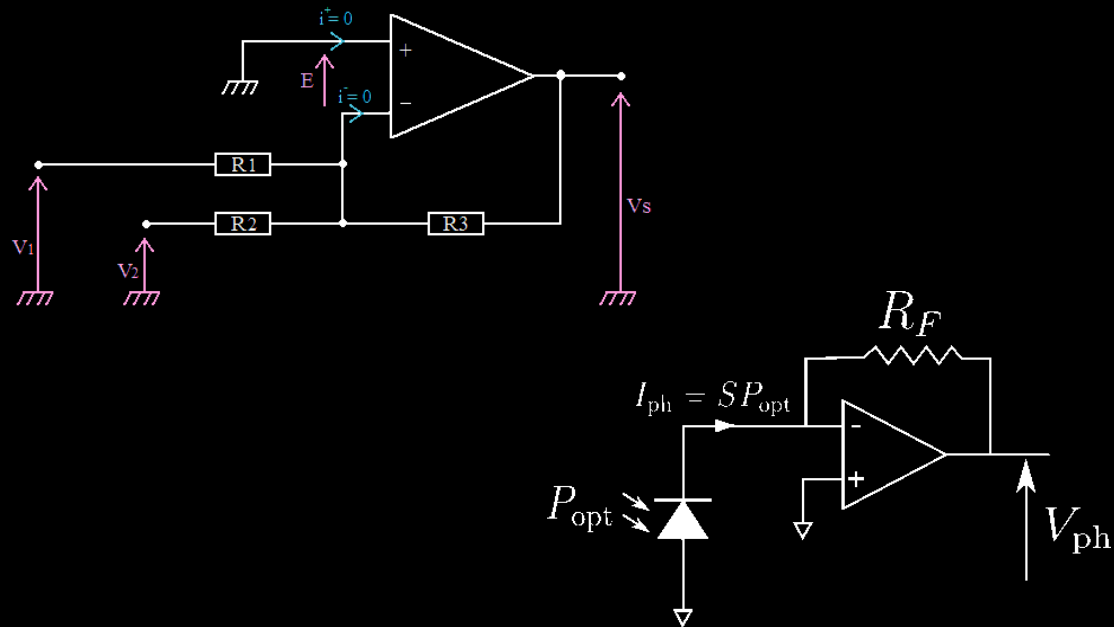 i⁺=0
+
E
i⁻=0
−
R1
R2
R3
V₁
V₂
Vs
R_F
I_ph = SP_opt
-
+
P_opt
V_ph